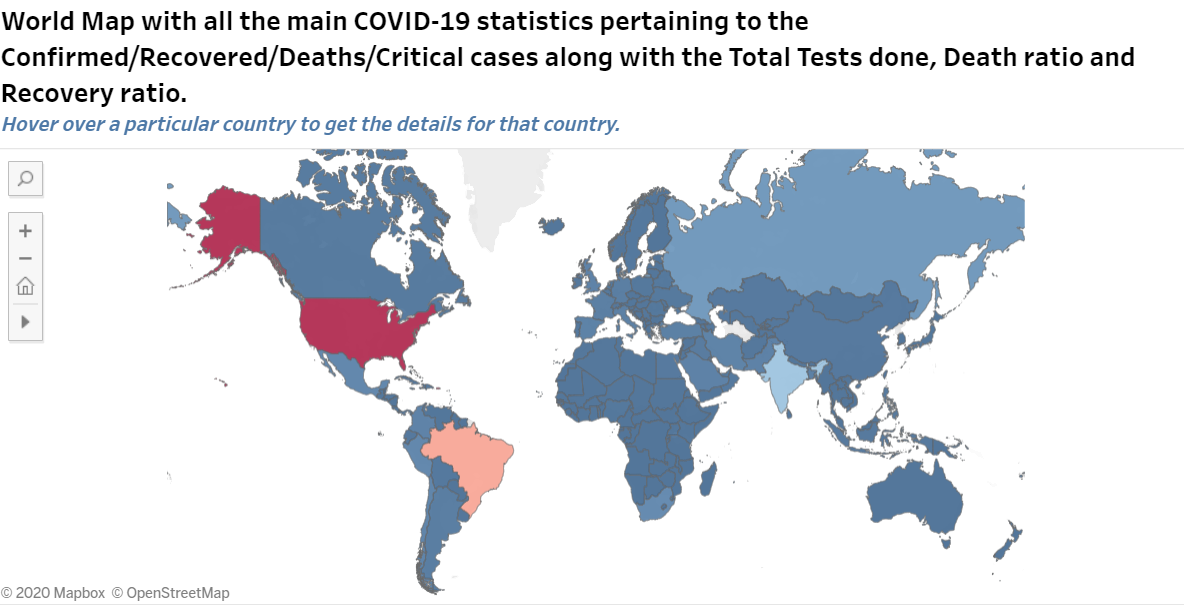 World Map with all the main COVID-19 statistics pertaining to the
Confirmed/Recovered/Deaths/Critical cases along with the Total Tests done, Death ratio and
Recovery ratio.
Hover over a particular country to get the details for that country.
© 2020 Mapbox © OpenStreetMap